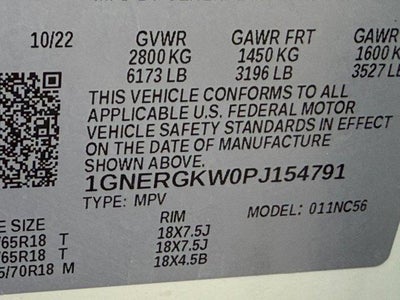 10/22 GVWR GAWR FRT GAWR
2800 KG 1450 KG 1600 K
6173 LB 3196 LB 3527 LB
THIS VEHICLE CONFORMS TO ALL
APPLICABLE U.S. FEDERAL MOTOR
VEHICLE SAFETY STANDARDS IN EFFECT
ON THE DATE OF MANUFACTURE
SHOWN ABOVE.
1GNERGKW0PJ154791
TYPE: MPV MODEL: 011NC56
E SIZE RIM
/65R18 T 18X7.5J
/65R18 T 18X7.5J
5/70R18 M 18X4.5B